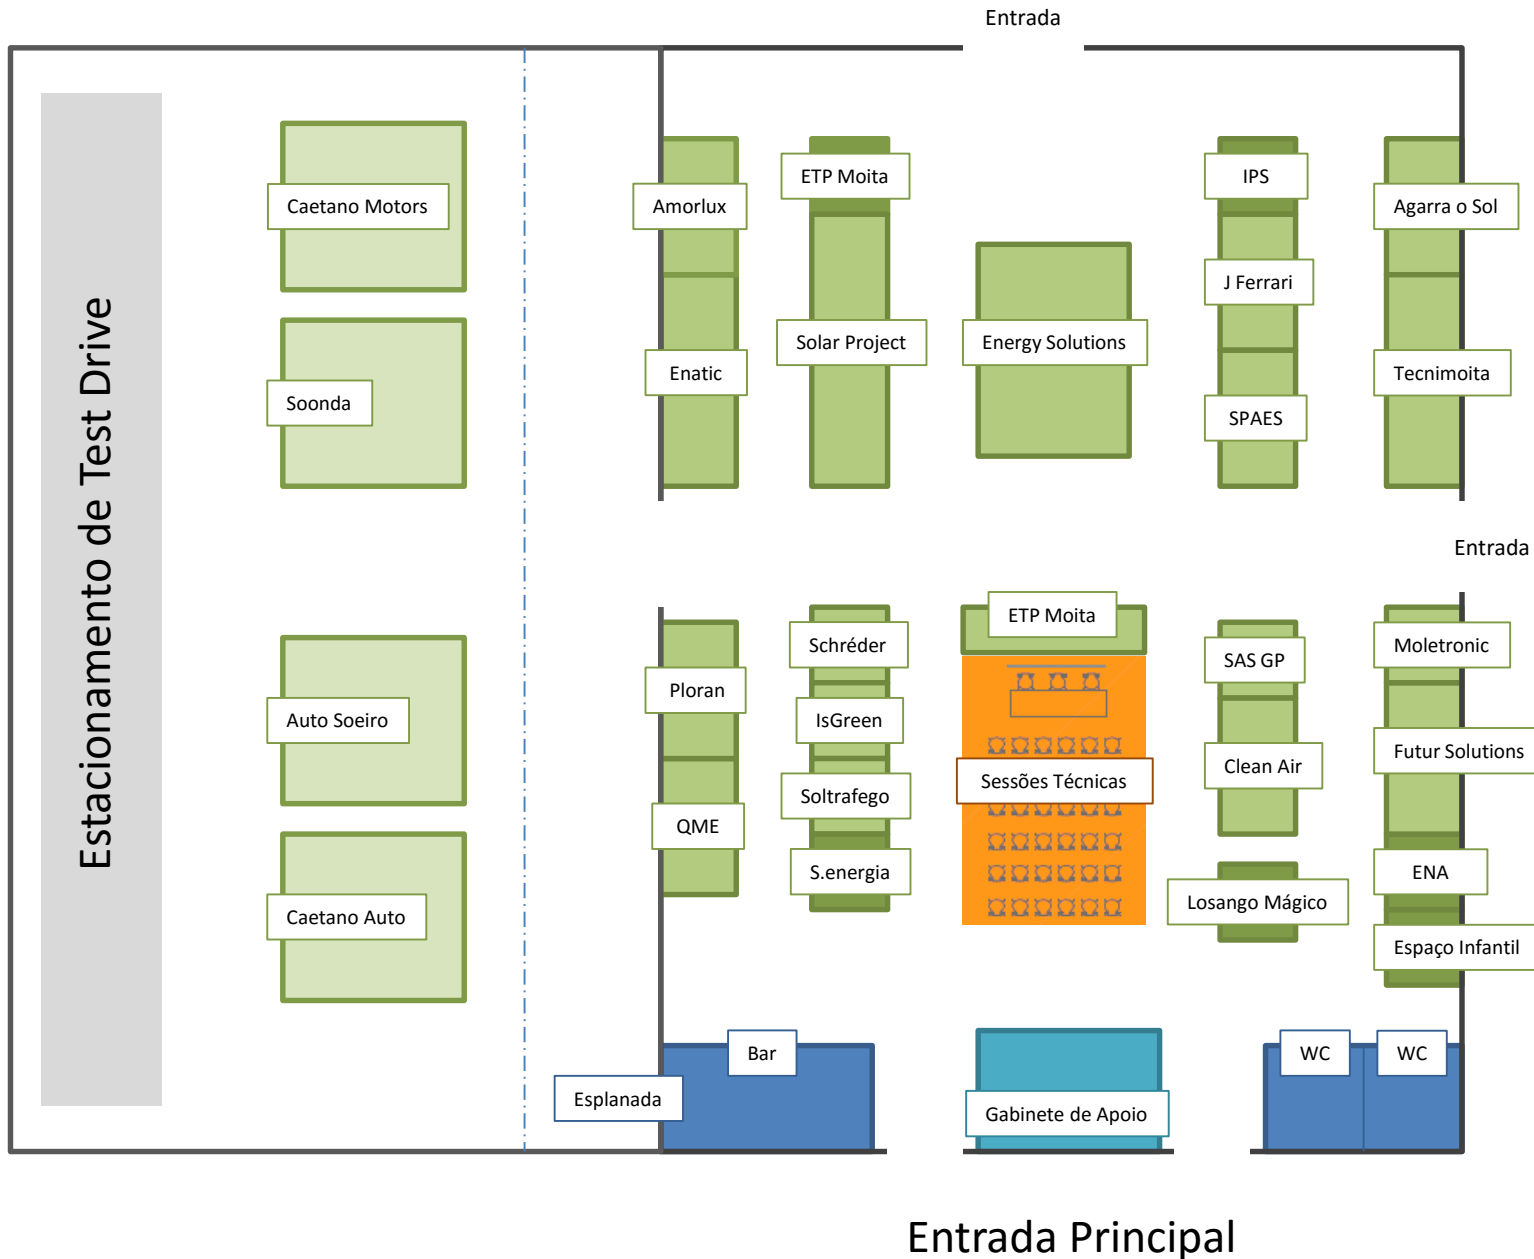 Entrada
Estacionamento de Test Drive
Caetano Motors
Amorlux
ETP Moita
IPS
Agarra o Sol
J Ferrari
Soonda
Enatic
Solar Project
Energy Solutions
SPAES
Tecnimoita
Entrada
ETP Moita
Schréder
SAS GP
Moletronic
Ploran
Auto Soeiro
IsGreen
Sessões Técnicas
Clean Air
Futur Solutions
Soltrafego
QME
S.energia
ENA
Losango Mágico
Caetano Auto
Espaço Infantil
Bar
WC
WC
Esplanada
Gabinete de Apoio
Entrada Principal